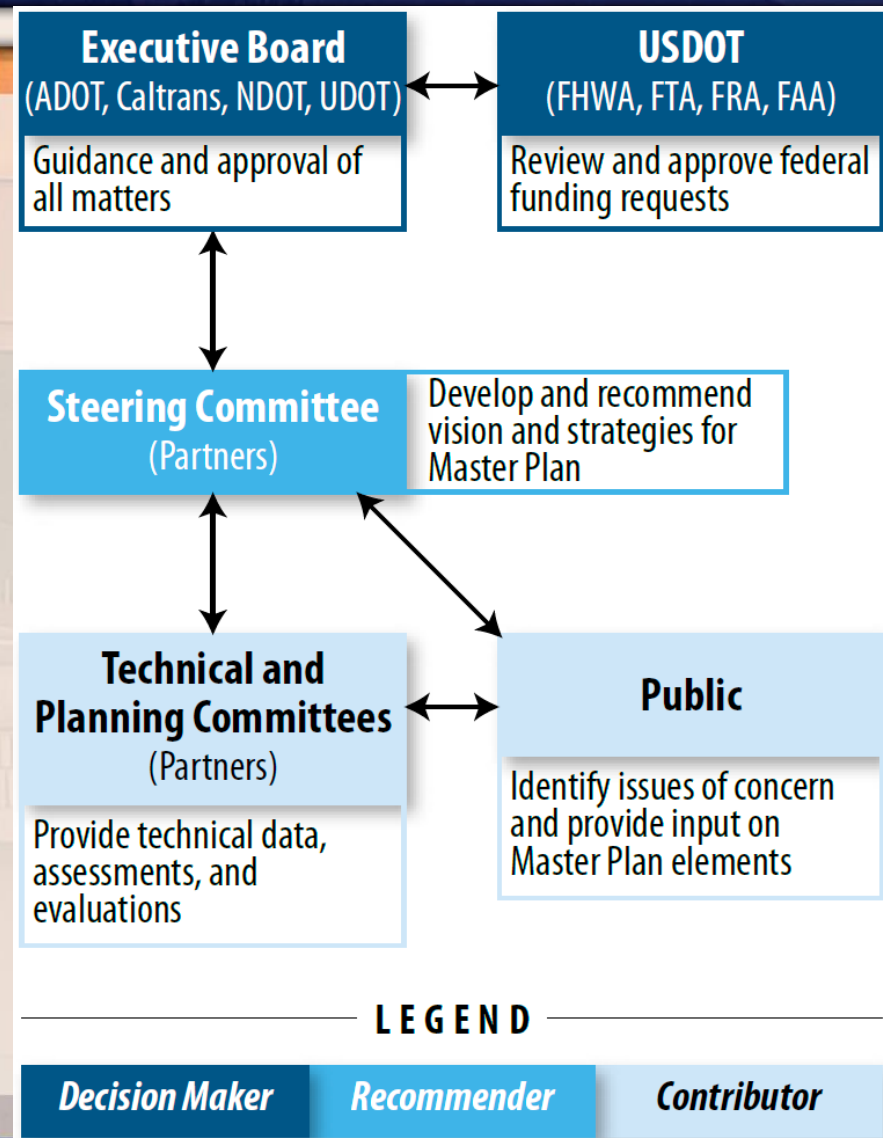 Executive Board
(ADOT, Caltrans, NDOT, UDOT)
Guidance and approval of
all matters
USDOT
(FHWA, FTA, FRA, FAA)
Review and approve federal
funding requests
Steering Committee
(Partners)
Develop and recommend
vision and strategies for
Master Plan
Technical and
Planning Committees
(Partners)
Provide technical data,
assessments, and
evaluations
Public
Identify issues of concern
and provide input on
Master Plan elements
LEGEND
Decision Maker
Recommender
Contributor